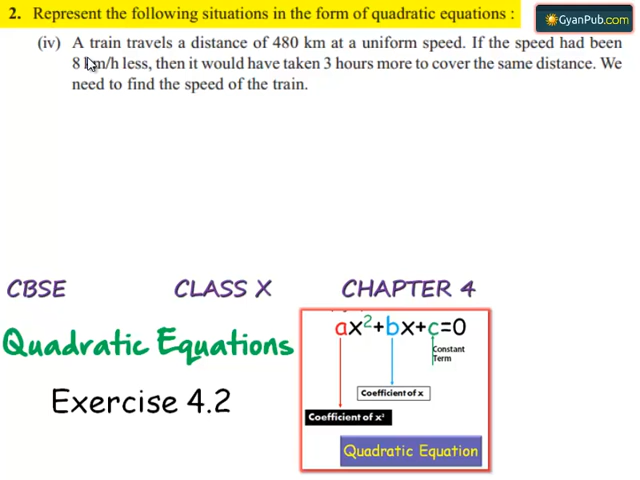 2. Represent the following situations in the form of quadratic equations :
GyanPub.com
(iv) A train travels a distance of 480 km at a uniform speed. If the speed had been
8 km/h less, then it would have taken 3 hours more to cover the same distance. We
need to find the speed of the train.
CBSE CLASS X CHAPTER 4
Quadratic Equations
Exercise 4.2
ax²+bx+c=0
Constant
Term
Coefficient of x
Coefficient of x²
Quadratic Equation